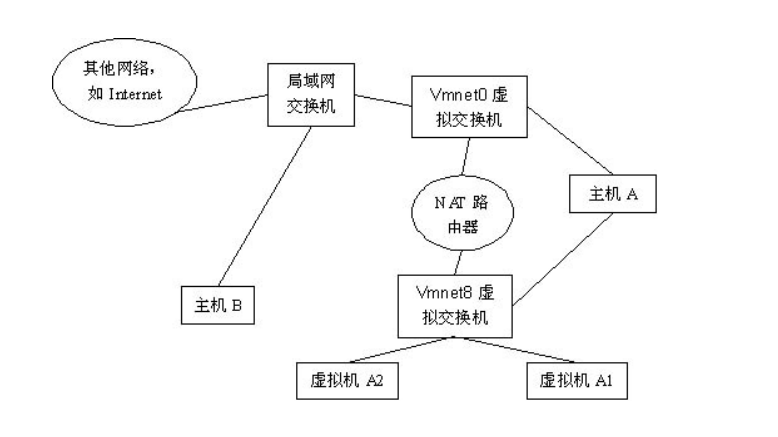 其他网络，
如 Internet
局域网
交换机
Vmnet0 虚
拟交换机
主机 A
NAT 路
由器
主机 B
Vmnet8 虚
拟交换机
虚拟机 A2
虚拟机 A1